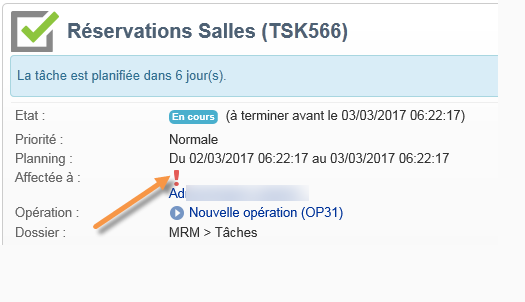 Réservations Salles (TSK566)
La tâche est planifiée dans 6 jour(s).
Etat : En cours (à terminer avant le 03/03/2017 06:22:17)
Priorité : Normale
Planning : Du 02/03/2017 06:22:17 au 03/03/2017 06:22:17
Affectée à : !
Opération : Nouvelle opération (OP31)
Dossier : MRM > Tâches